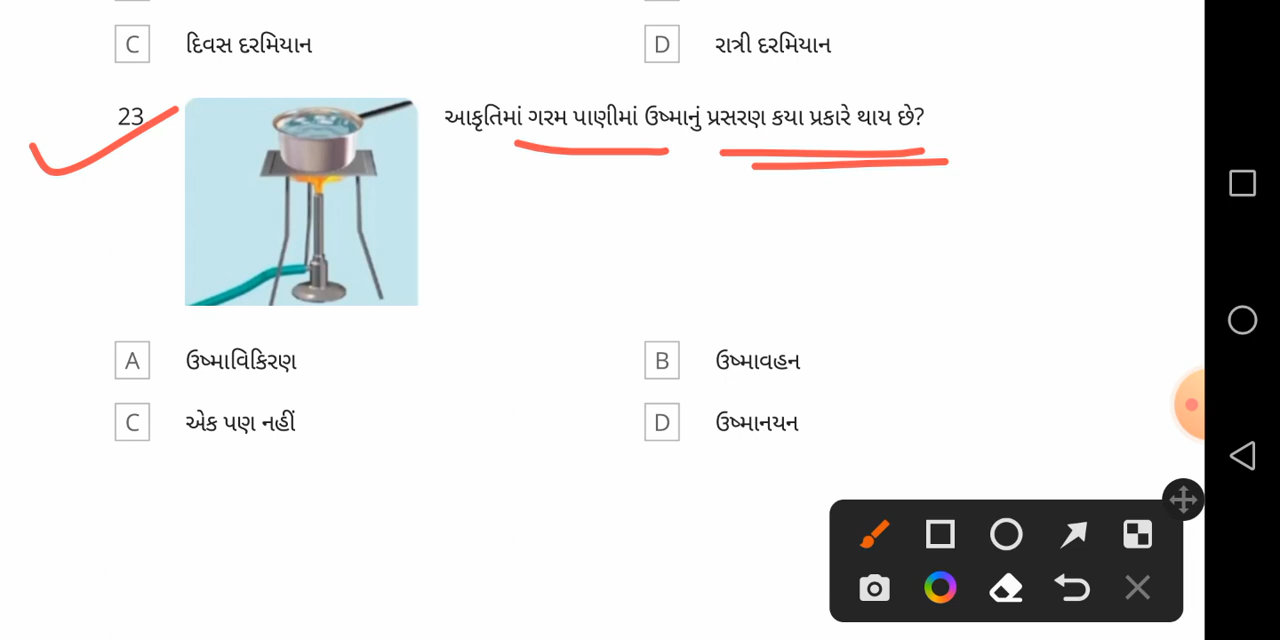 C દિવસ દરમિયાન
D રાત્રી દરમિયાન
23 આકૃતિમાં ગરમ પાણીમાં ઉષ્માનું પ્રસરણ કયા પ્રકારે થાય છે?
A ઉષ્માવિકિરણ
B ઉષ્માવહન
C એક પણ નહીં
D ઉષ્માનયન